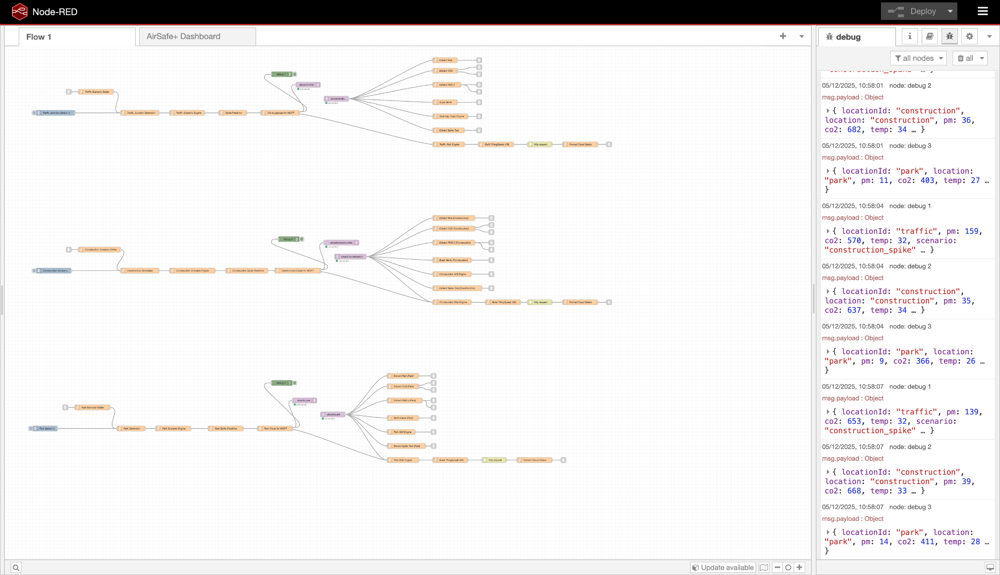 Node-RED
Deploy
Flow 1
AirSafe+ Dashboard
debug
all nodes
all
Extract Risk
Extract CO2
debug 1
airsafe/traffic
connected
Extract PM2.5
Traffic Scenario Setter
airsafe/traffic
connected
Build Alerts
Traffic Junction Sensor
Traffic Junction Generator
Traffic Scenario Engine
Spike Predictor
Clone payload for MQTT
Sick-Day Index Engine
Extract Spike Text
Traffic Risk Engine
Build ThingSpeak URL
http request
Format Cloud Status
Extract Risk (Construction)
Extract CO2 (Construction)
debug 2
airsafe/construction
connected
Extract PM2.5 (Construction)
Construction Scenario Setter
airsafe/construction
connected
Build Alerts (Construction)
Construction Sensor
Construction Generator
Construction Scenario Engine
Construction Spike Predictor
Construction Clone for MQTT
Construction SDI Engine
Extract Spike Text (Construction)
Construction Risk Engine
Build ThingSpeak URL
http request
Format Cloud Status
Extract Risk (Park)
debug 3
Extract CO2 (Park)
airsafe/park
connected
Extract PM2.5 (Park)
Park Scenario Setter
airsafe/park
connected
Build Alerts (Park)
Park Sensor
Park Generator
Park Scenario Engine
Park Spike Predictor
Park Clone for MQTT
Park SDI Engine
Extract Spike Text (Park)
Park Risk Engine
Build ThingSpeak URL
http request
Format Cloud Status
05/12/2025, 10:58:01 node: debug 2
msg.payload : Object
{ locationId: "construction",
location: "construction", pm: 36,
co2: 682, temp: 34 … }
05/12/2025, 10:58:01 node: debug 3
msg.payload : Object
{ locationId: "park", location:
"park", pm: 11, co2: 403, temp: 27 …
}
05/12/2025, 10:58:04 node: debug 1
msg.payload : Object
{ locationId: "traffic", pm: 159,
co2: 570, temp: 32, scenario:
"construction_spike" … }
05/12/2025, 10:58:04 node: debug 2
msg.payload : Object
{ locationId: "construction",
location: "construction", pm: 35,
co2: 637, temp: 34 … }
05/12/2025, 10:58:04 node: debug 3
msg.payload : Object
{ locationId: "park", location:
"park", pm: 9, co2: 366, temp: 26 …
}
05/12/2025, 10:58:07 node: debug 1
msg.payload : Object
{ locationId: "traffic", pm: 139,
co2: 653, temp: 32, scenario:
"construction_spike" … }
05/12/2025, 10:58:07 node: debug 2
msg.payload : Object
{ locationId: "construction",
location: "construction", pm: 39,
co2: 668, temp: 33 … }
05/12/2025, 10:58:07 node: debug 3
msg.payload : Object
{ locationId: "park", location:
"park", pm: 14, co2: 411, temp: 28 …
}
Update available